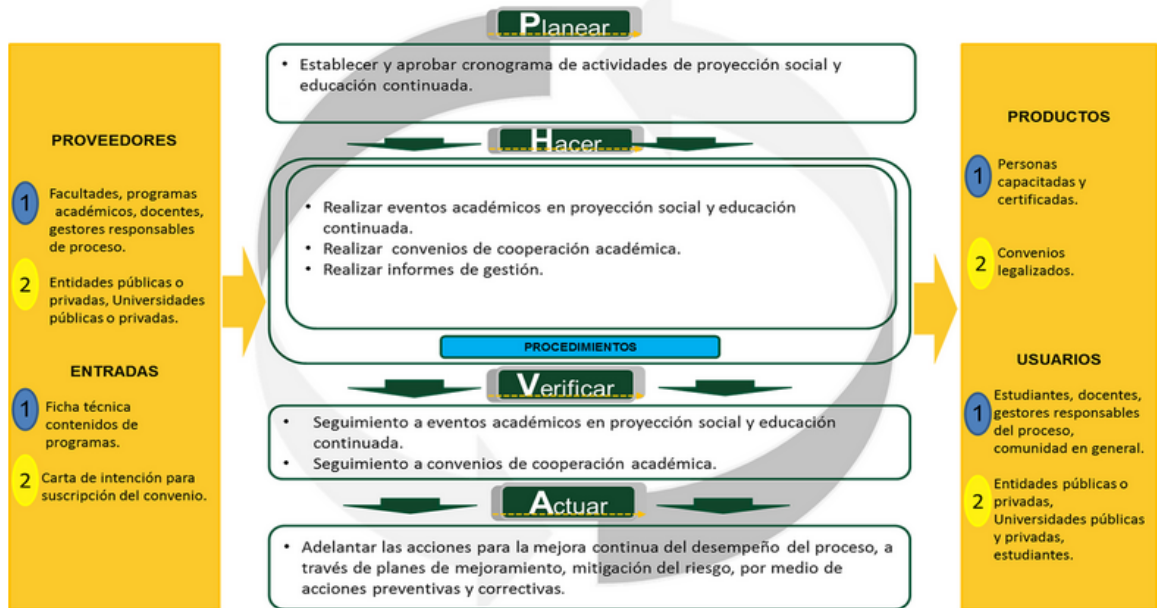 PROVEEDORES
1
Facultades, programas
académicos, docentes,
gestores responsables
de proceso.
2
Entidades públicas o
privadas, Universidades
públicas o privadas.
ENTRADAS
1
Ficha técnica
contenidos de
programas.
2
Carta de intención para
suscripción del convenio.
Planear
• Establecer y aprobar cronograma de actividades de proyección social y
educación continuada.
Hacer
• Realizar eventos académicos en proyección social y educación
continuada.
• Realizar convenios de cooperación académica.
• Realizar informes de gestión.
PROCEDIMIENTOS
Verificar
• Seguimiento a eventos académicos en proyección social y educación
continuada.
• Seguimiento a convenios de cooperación académica.
Actuar
• Adelantar las acciones para la mejora continua del desempeño del proceso, a
través de planes de mejoramiento, mitigación del riesgo, por medio de
acciones preventivas y correctivas.
PRODUCTOS
1
Personas
capacitadas y
certificadas.
2
Convenios
legalizados.
USUARIOS
1
Estudiantes, docentes,
gestores responsables
del proceso,
comunidad en general.
2
Entidades públicas o
privadas,
Universidades públicas
y privadas,
estudiantes.